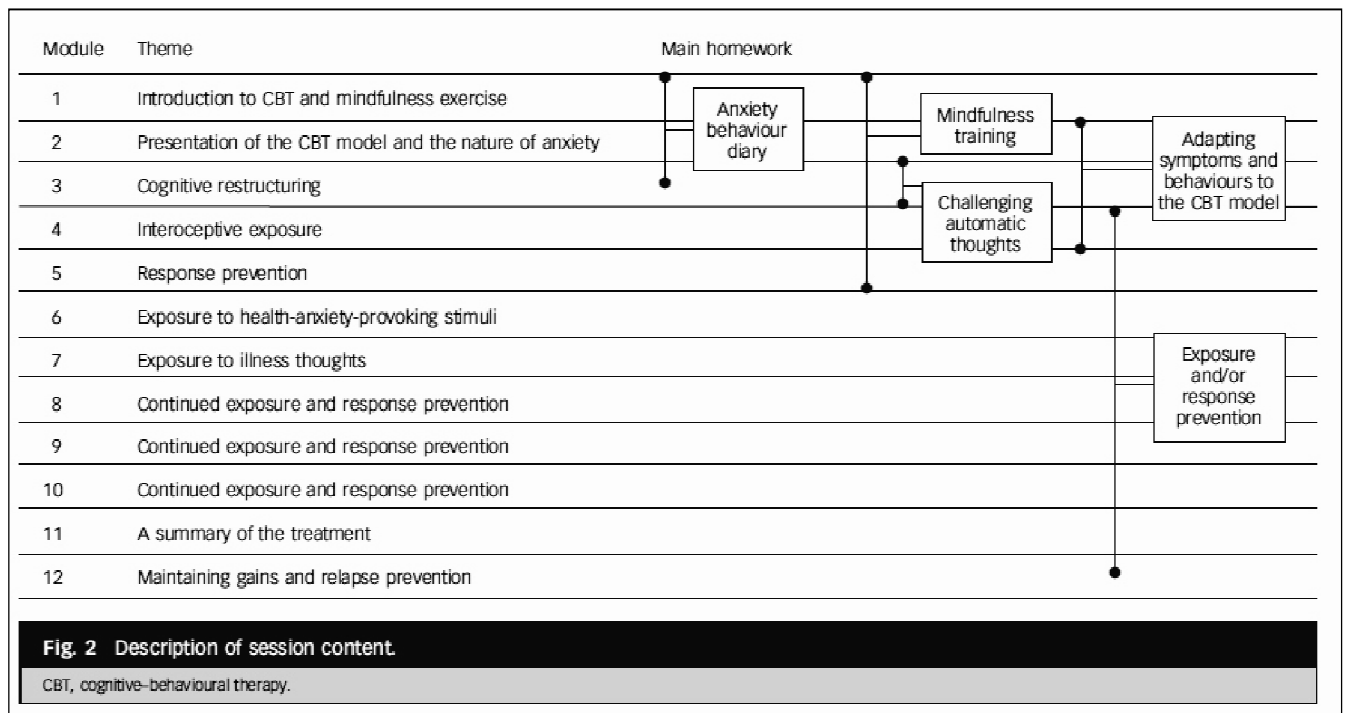 Module Theme Main homework
1 Introduction to CBT and mindfulness exercise
2 Presentation of the CBT model and the nature of anxiety
3 Cognitive restructuring
4 Interoceptive exposure
5 Response prevention
6 Exposure to health-anxiety-provoking stimuli
7 Exposure to illness thoughts
8 Continued exposure and response prevention
9 Continued exposure and response prevention
10 Continued exposure and response prevention
11 A summary of the treatment
12 Maintaining gains and relapse prevention
Anxiety
behaviour
diary
Mindfulness
training
Challenging
automatic
thoughts
Adapting
symptoms and
behaviours to
the CBT model
Exposure
and/or
response
prevention
Fig. 2 Description of session content.
CBT, cognitive–behavioural therapy.